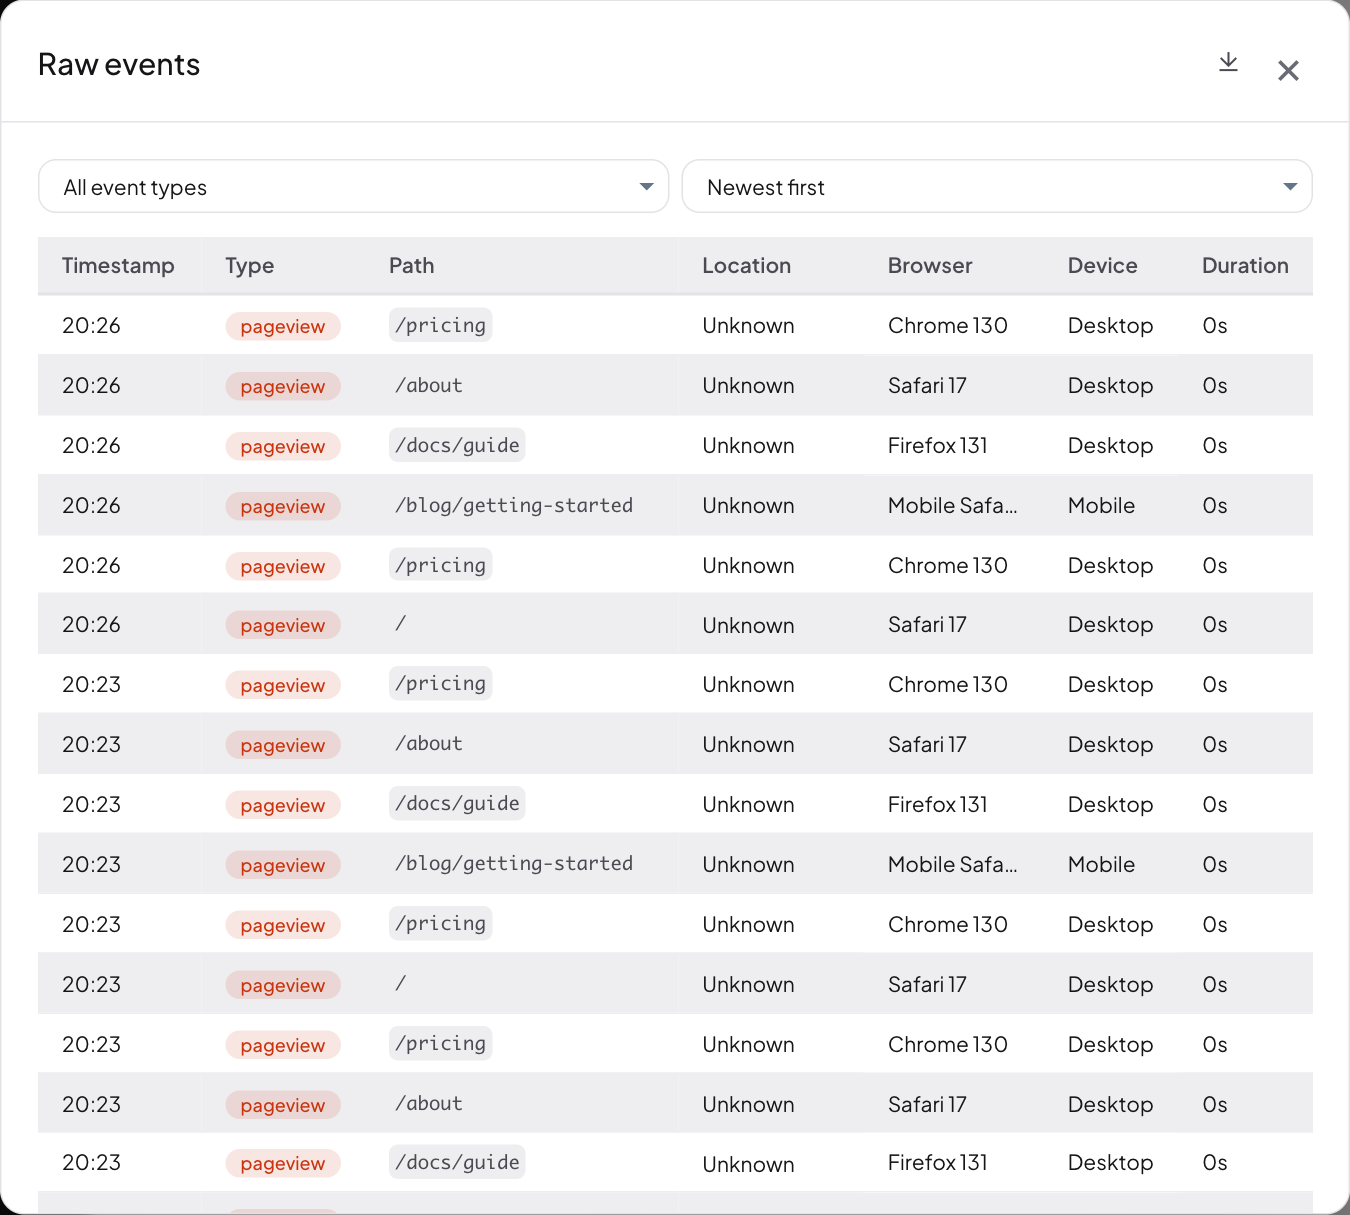 Raw events
All event types Newest first
Timestamp Type Path Location Browser Device Duration
20:26 pageview /pricing Unknown Chrome 130 Desktop 0s
20:26 pageview /about Unknown Safari 17 Desktop 0s
20:26 pageview /docs/guide Unknown Firefox 131 Desktop 0s
20:26 pageview /blog/getting-started Unknown Mobile Safa... Mobile 0s
20:26 pageview /pricing Unknown Chrome 130 Desktop 0s
20:26 pageview / Unknown Safari 17 Desktop 0s
20:23 pageview /pricing Unknown Chrome 130 Desktop 0s
20:23 pageview /about Unknown Safari 17 Desktop 0s
20:23 pageview /docs/guide Unknown Firefox 131 Desktop 0s
20:23 pageview /blog/getting-started Unknown Mobile Safa... Mobile 0s
20:23 pageview /pricing Unknown Chrome 130 Desktop 0s
20:23 pageview / Unknown Safari 17 Desktop 0s
20:23 pageview /pricing Unknown Chrome 130 Desktop 0s
20:23 pageview /about Unknown Safari 17 Desktop 0s
20:23 pageview /docs/guide Unknown Firefox 131 Desktop 0s